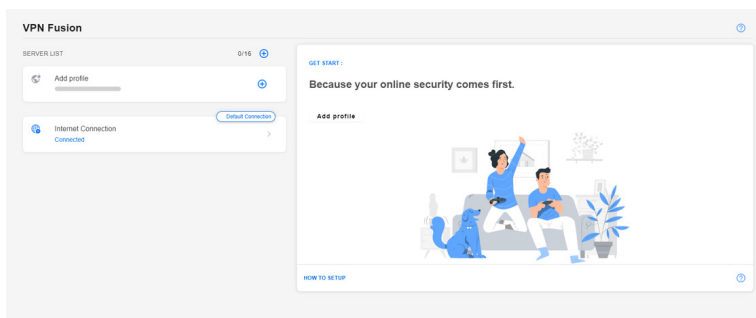 VPN Fusion
SERVER LIST
0/16
Add profile
Default Connection
Internet Connection
Connected
GET START :
Because your online security comes first.
Add profile
HOW TO SETUP